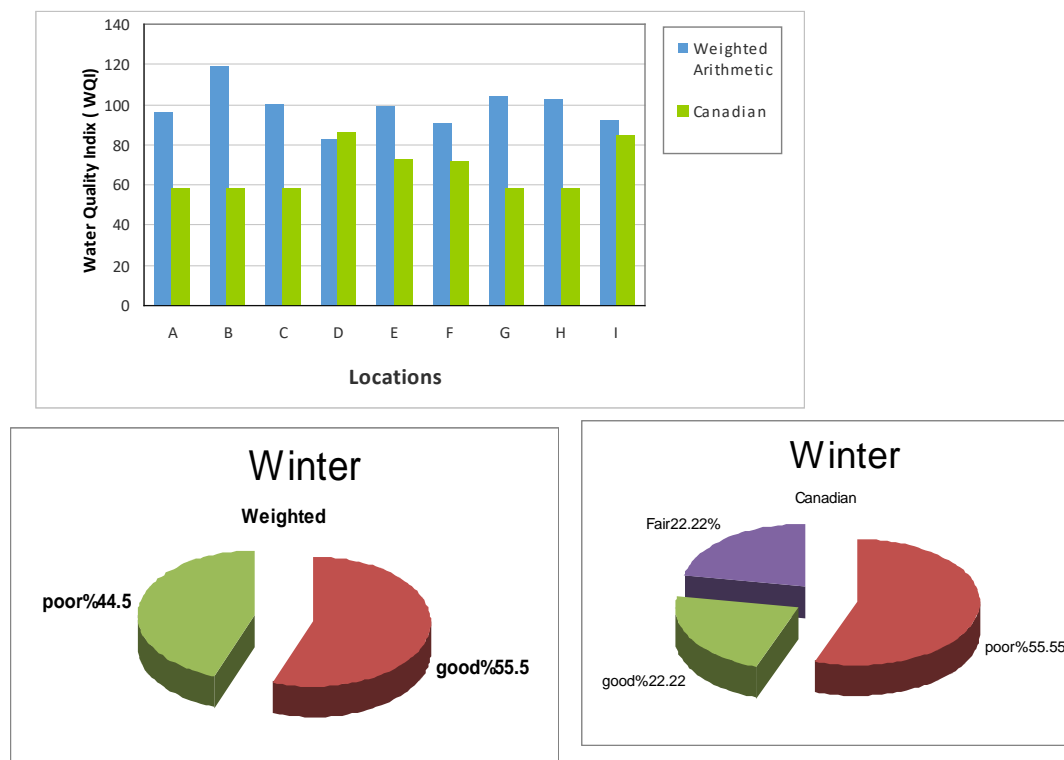 140
120
100
80
60
40
20
0
Water Quality Indix ( WQI)
A B C D E F G H I
Locations
Weighted
Arithmetic
Canadian
Winter
Weighted
poor%44.5
good%55.5
Winter
Canadian
Fair22.22%
good%22.22
poor%55.55